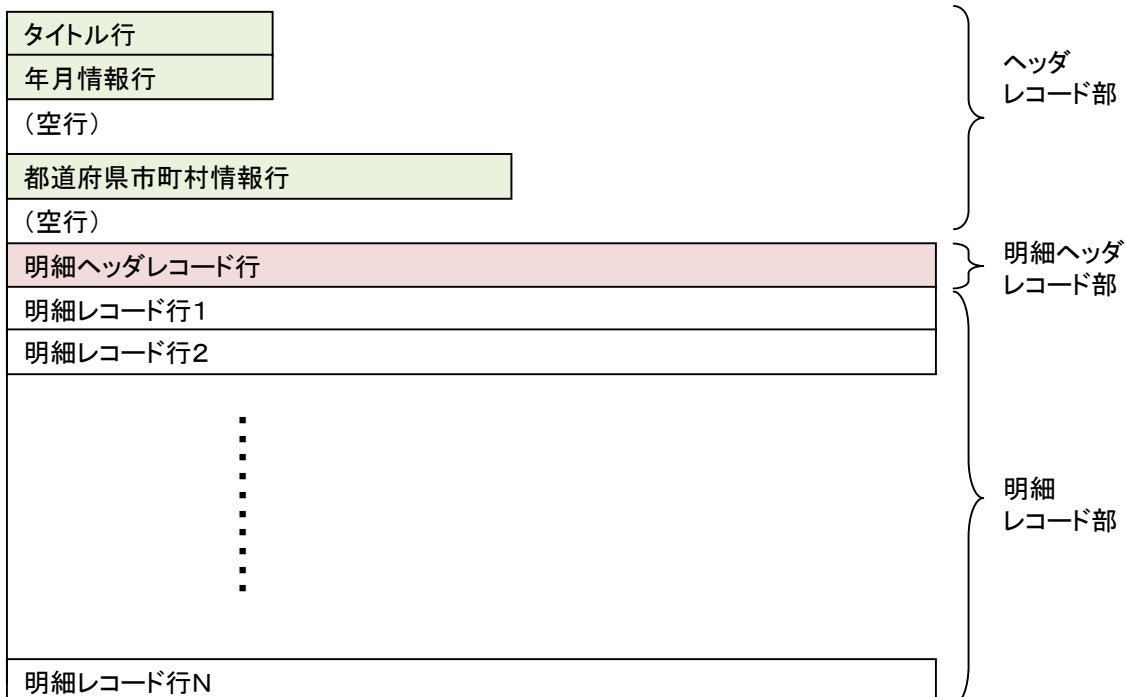 タイトル行
年月情報行
（空行）
都道府県市町村情報行
（空行）
明細ヘッダレコード行
明細レコード行１
明細レコード行２
明細レコード行Ｎ
ヘッダ
レコード部
明細ヘッダ
レコード部
明細
レコード部